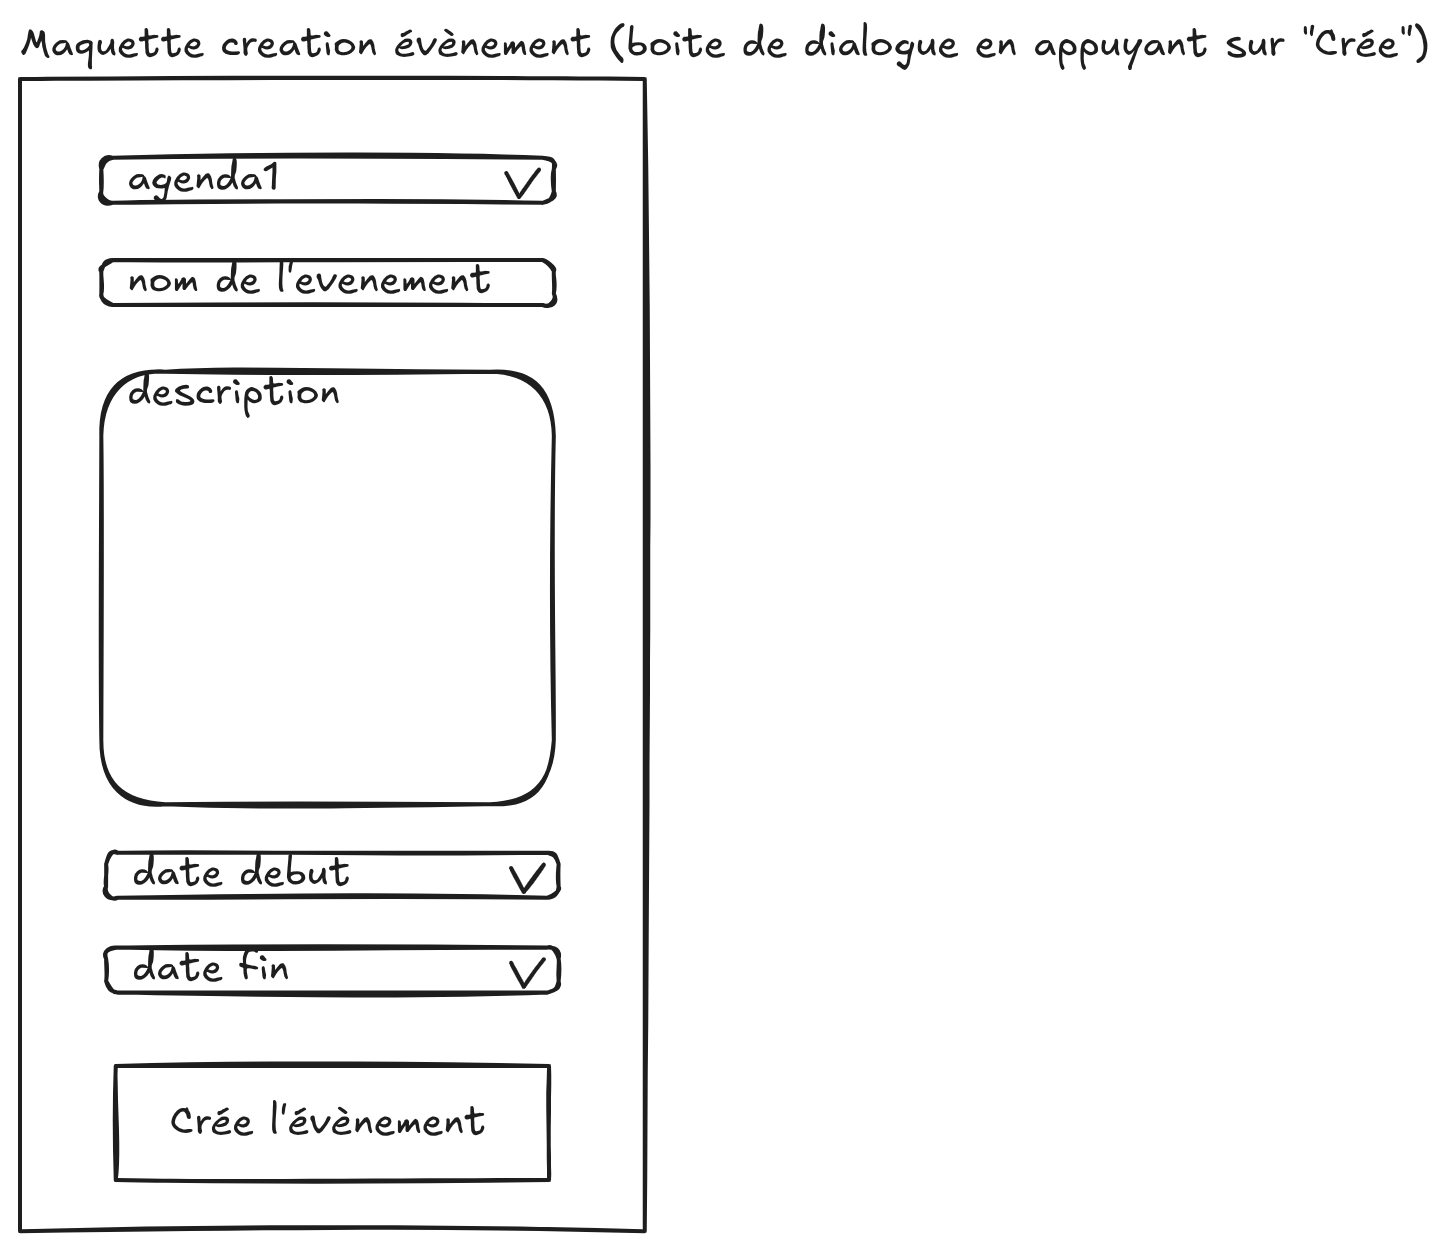 Maquette creation évènement (boite de dialogue en appuyant sur "Crée")
agenda1
nom de l'evenement
description
date debut
date fin
Crée l'évènement